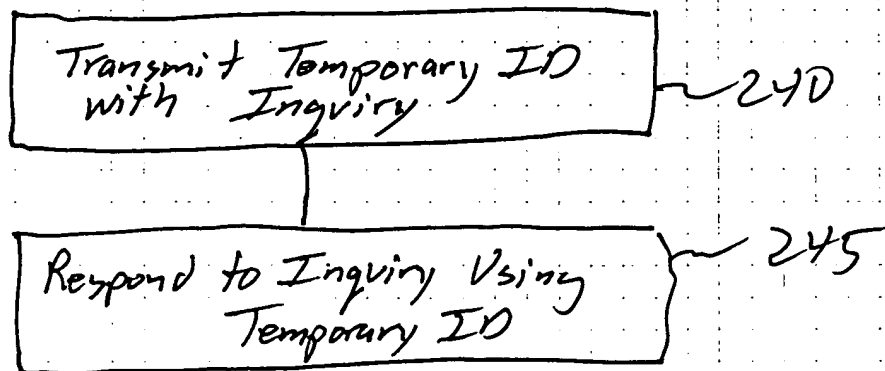 Transmit Temporary ID
with Inquiry
240
Respond to Inquiry Using
Temporary ID
245